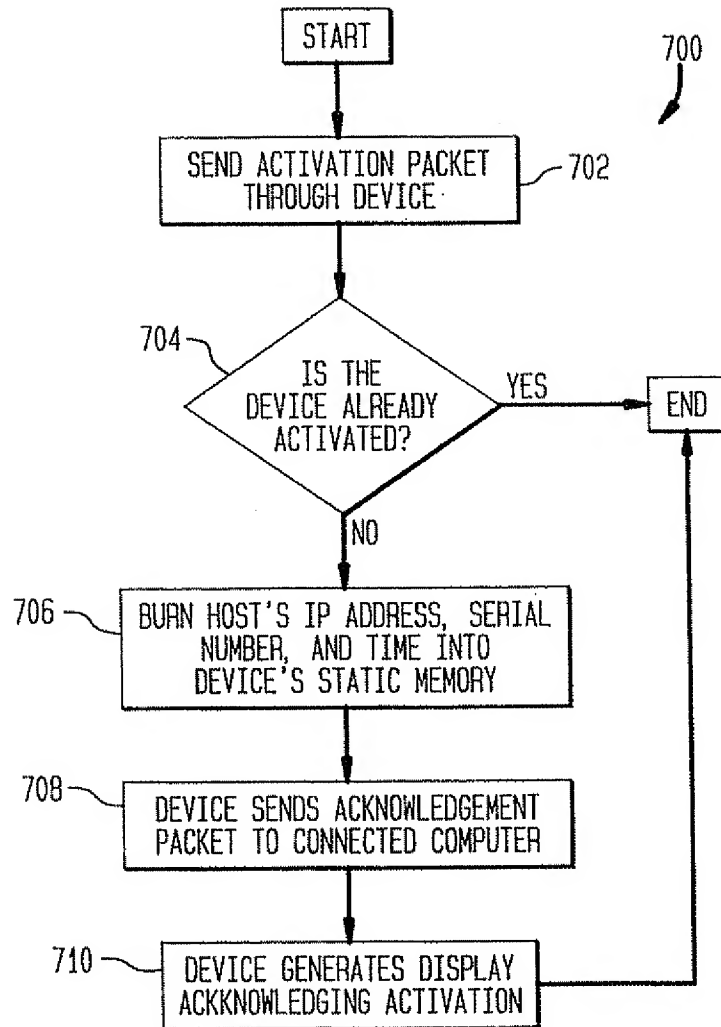 START
700
SEND ACTIVATION PACKET
THROUGH DEVICE
702
704
IS THE
DEVICE ALREADY
ACTIVATED?
YES
END
NO
706
BURN HOST'S IP ADDRESS, SERIAL
NUMBER, AND TIME INTO
DEVICE'S STATIC MEMORY
708
DEVICE SENDS ACKNOWLEDGEMENT
PACKET TO CONNECTED COMPUTER
710
DEVICE GENERATES DISPLAY
ACKKNOWLEDGING ACTIVATION